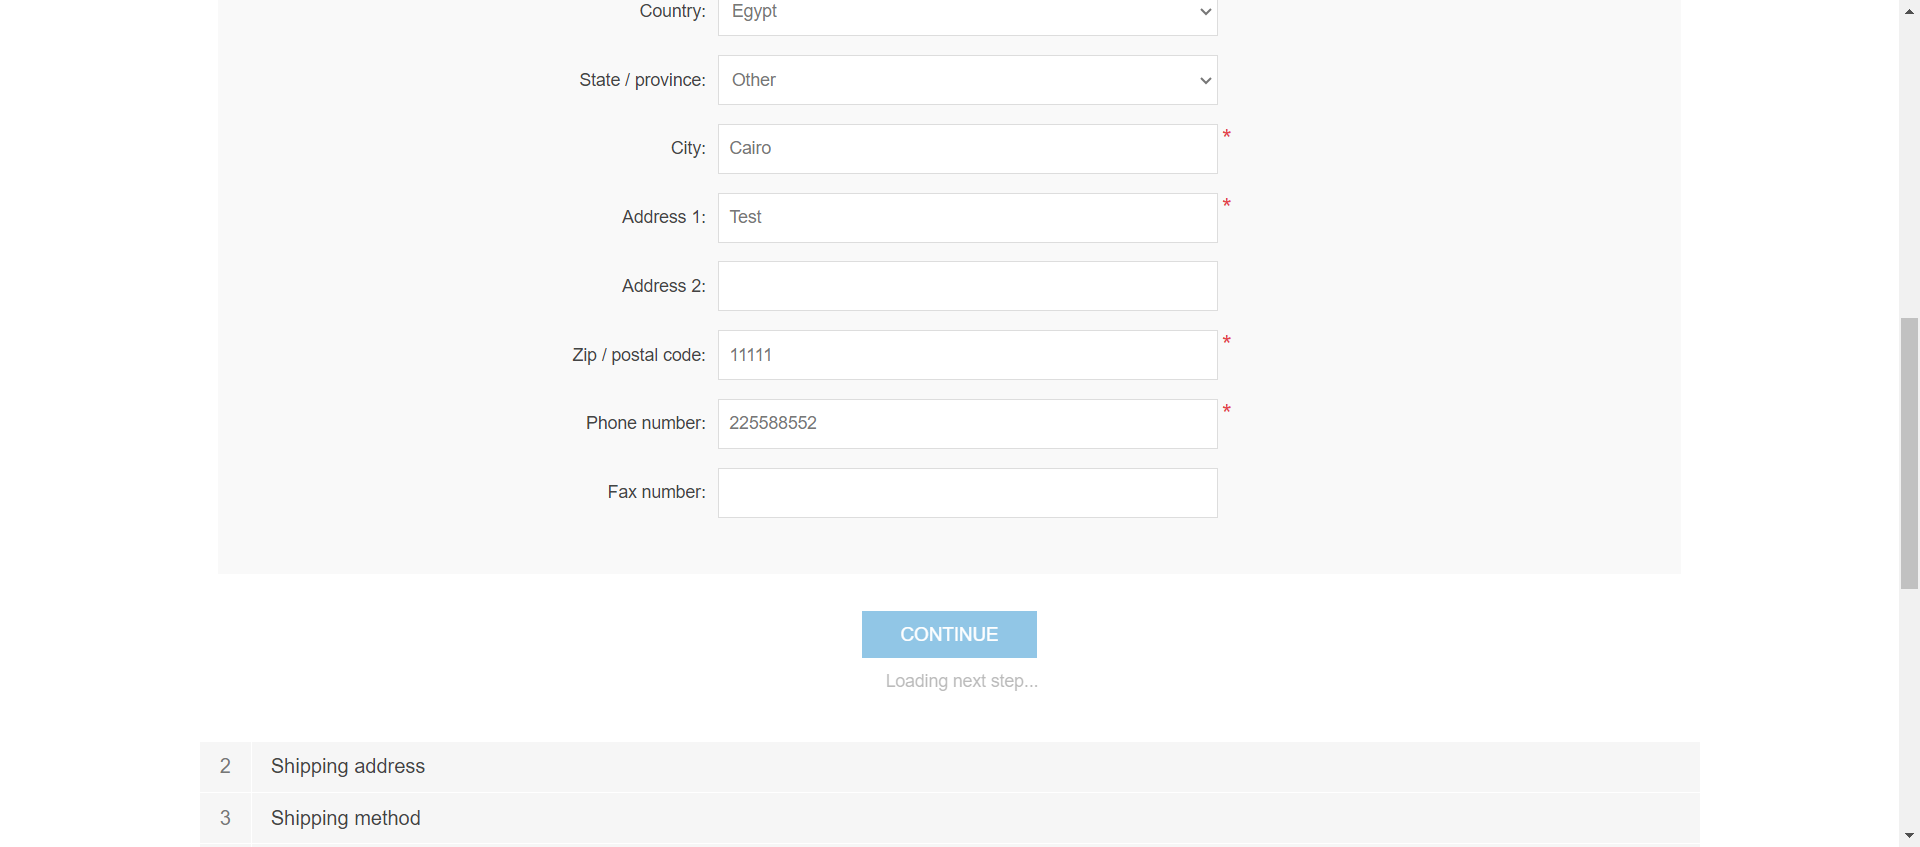 Country: Egypt
State / province: Other
City: Cairo *
Address 1: Test *
Address 2:
Zip / postal code: 11111 *
Phone number: 225588552 *
Fax number:
CONTINUE
Loading next step...
2 Shipping address
3 Shipping method